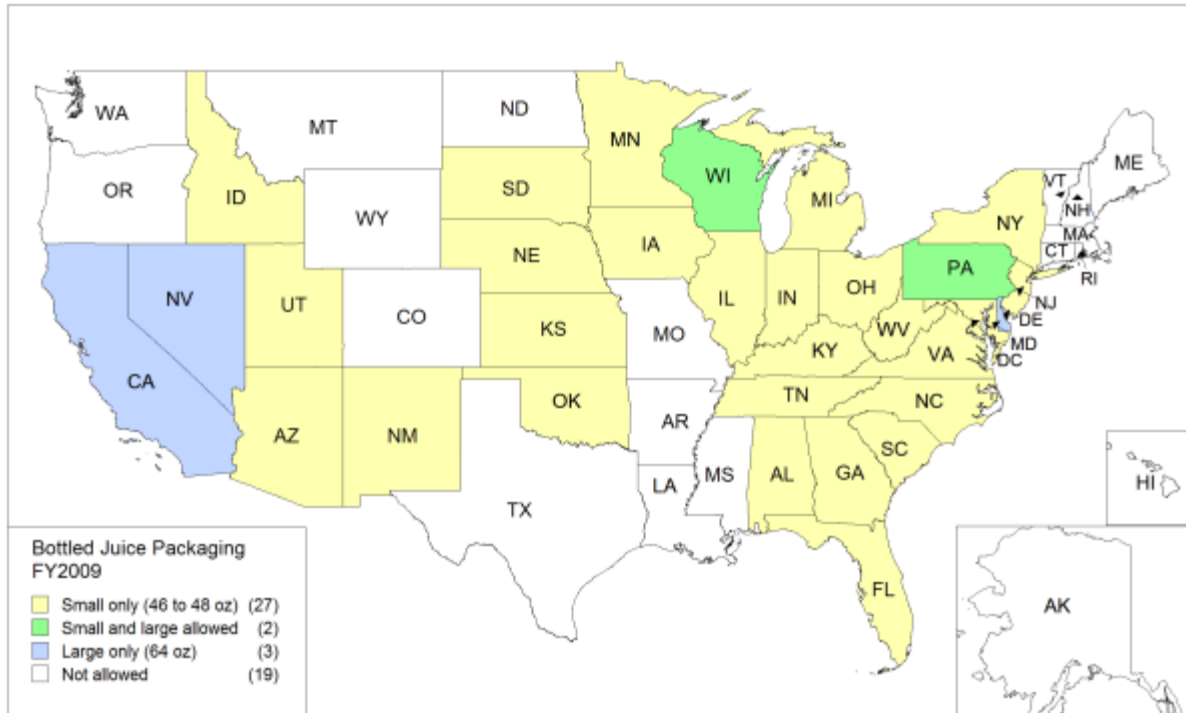 WA
MT
ND
MN
ME
OR
ID
SD
WI
VT
NH
WY
MI
NY
MA
CT
RI
NV
UT
NE
IA
PA
NJ
CO
IL
IN
OH
DE
MD
DC
CA
KS
MO
WV
VA
KY
AZ
NM
OK
AR
TN
NC
SC
TX
LA
MS
AL
GA
FL
HI
AK
Bottled Juice Packaging
FY2009
Small only (46 to 48 oz) (27)
Small and large allowed (2)
Large only (64 oz) (3)
Not allowed (19)